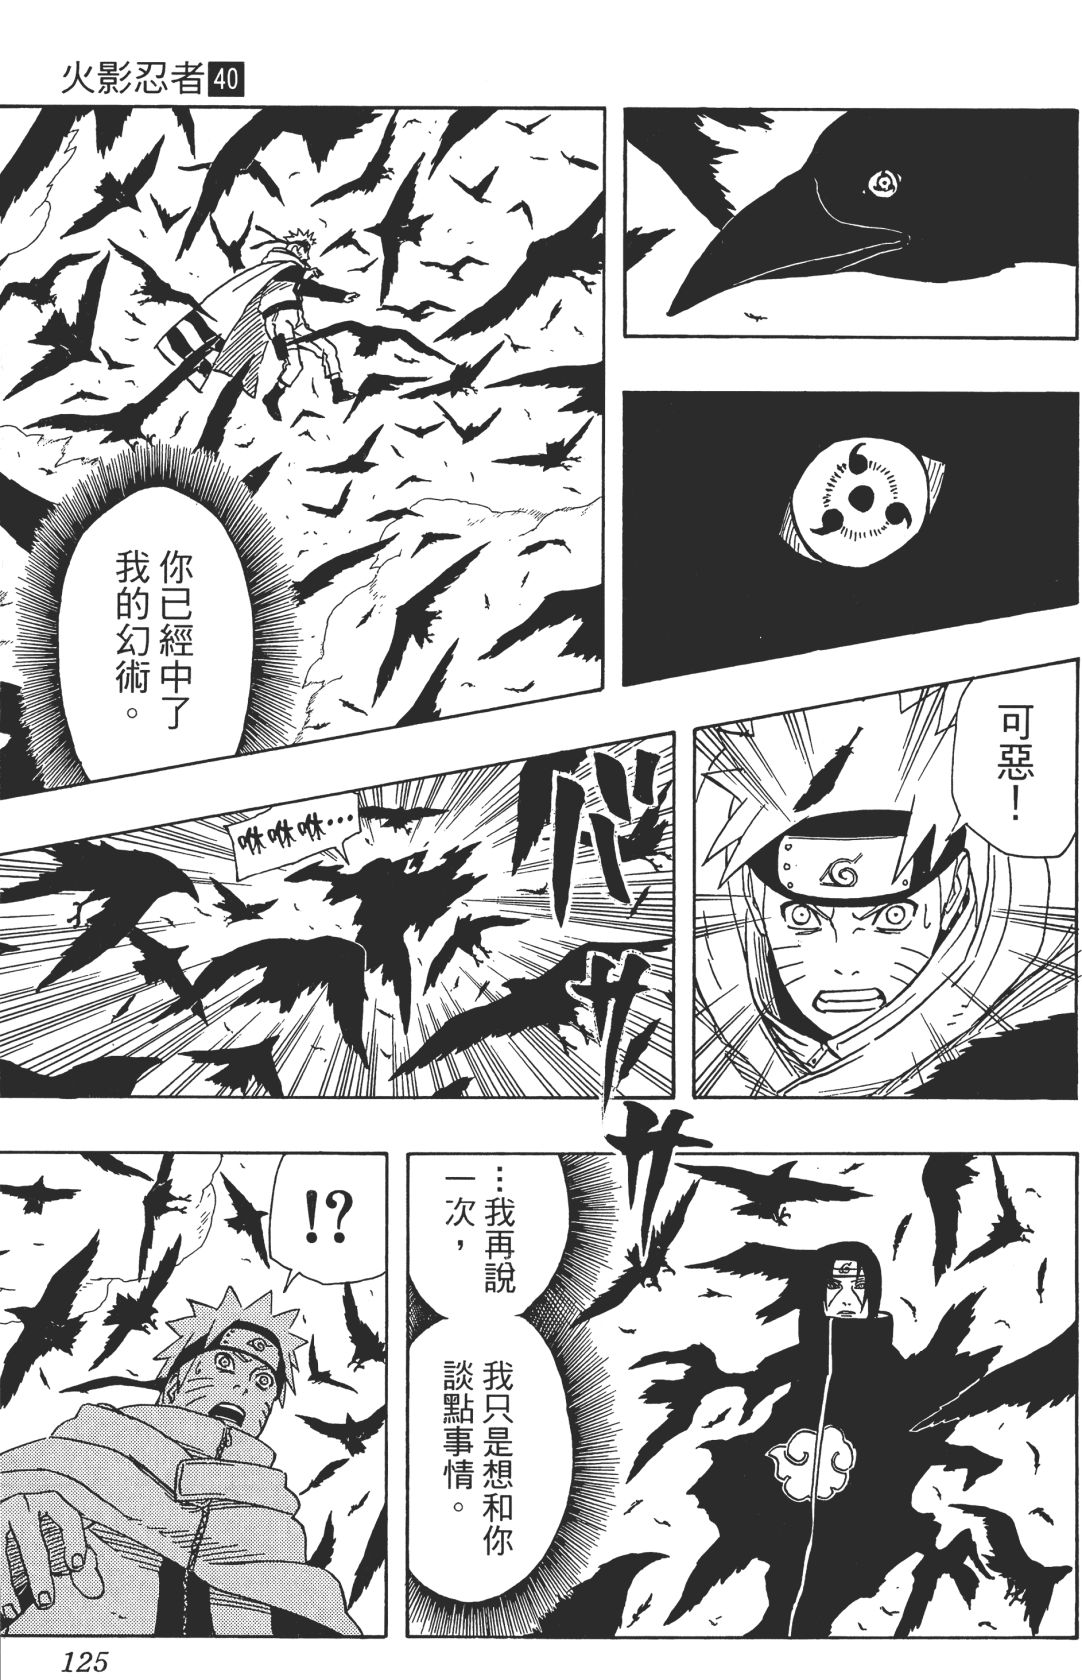 火影忍者40
你已經中了
我的幻術。
可惡！
咻咻咻…
バ
サ
サ
…我再說
一次，
我只是想和你
談點事情。
!?
125